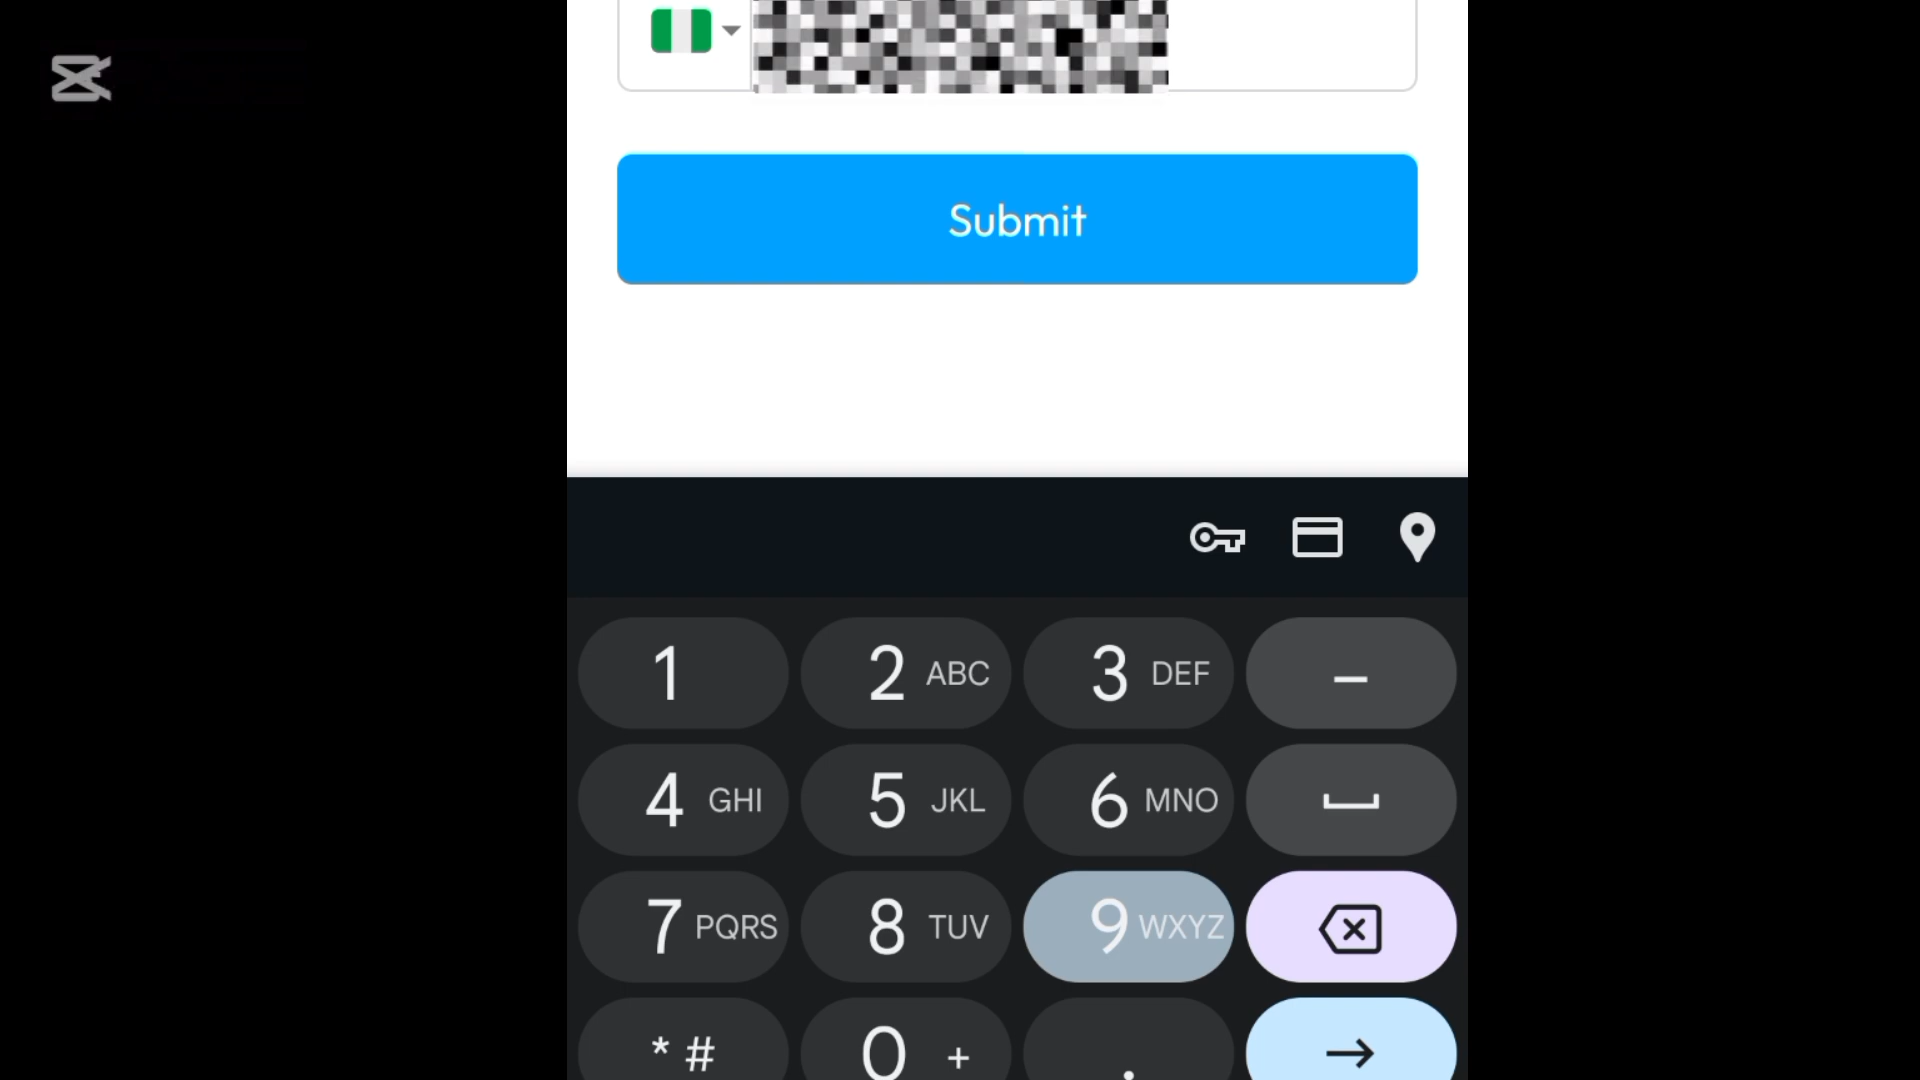 Submit
1 2 ABC 3 DEF –
4 GHI 5 JKL 6 MNO
7 PQRS 8 TUV 9 WXYZ
* # 0 + .